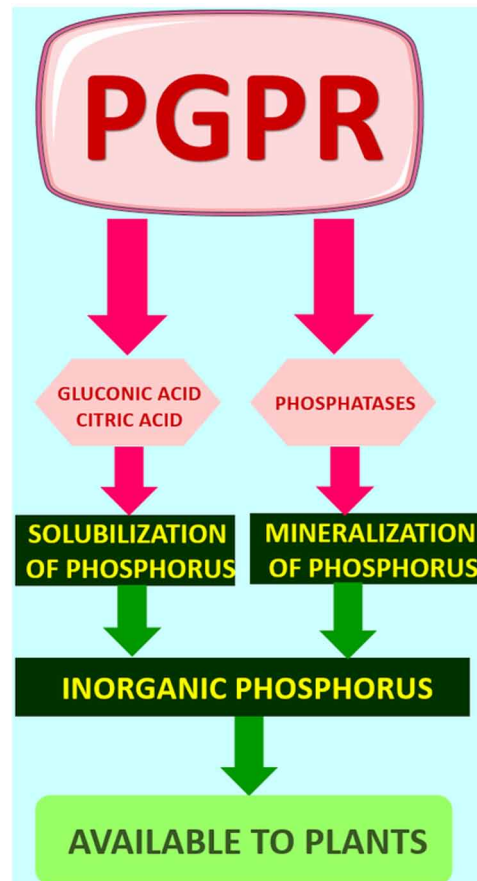 PGPR
GLUCONIC ACID
CITRIC ACID
PHOSPHATASES
SOLUBILIZATION
OF PHOSPHORUS
MINERALIZATION
OF PHOSPHORUS
INORGANIC PHOSPHORUS
AVAILABLE TO PLANTS